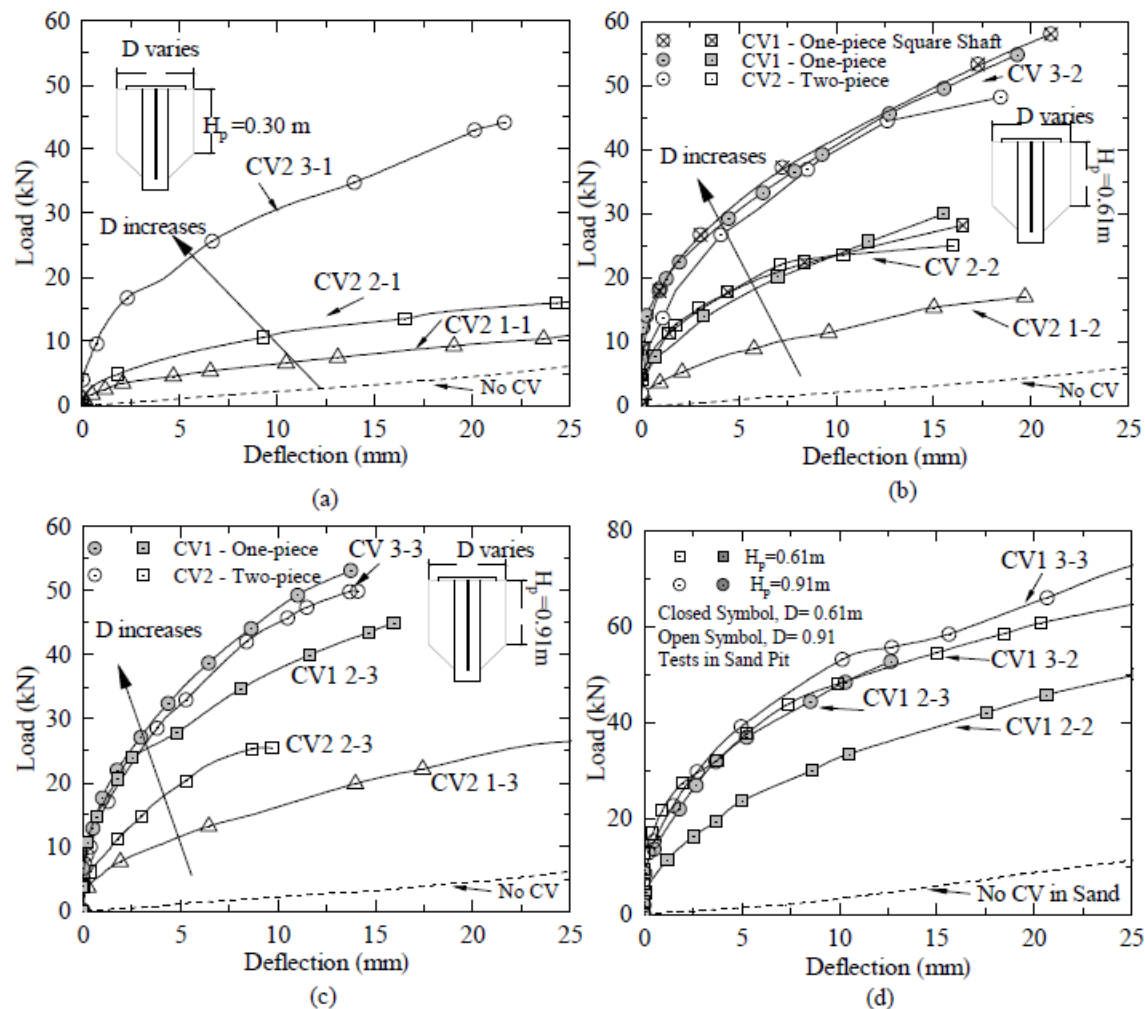 60
50
40
30
20
10
0
Load (kN)
D varies
H_p =0.30 m
CV2 3-1
D increases
CV2 2-1
CV2 1-1
No CV
0 5 10 15 20 25
Deflection (mm)
(a)
60
50
40
30
20
10
0
Load (kN)
CV1 - One-piece Square Shaft
CV1 - One-piece
CV2 - Two-piece
CV 3-2
D varies
H_p=0.61m
D increases
CV 2-2
CV2 1-2
No CV
0 5 10 15 20 25
Deflection (mm)
(b)
60
50
40
30
20
10
0
Load (kN)
CV1 - One-piece
CV2 - Two-piece
CV 3-3
D varies
H_p=0.91m
D increases
CV1 2-3
CV2 2-3
CV2 1-3
No CV
0 5 10 15 20 25
Deflection (mm)
(c)
80
60
40
20
0
Load (kN)
H_p=0.61m
H_p=0.91m
Closed Symbol, D= 0.61m
Open Symbol, D= 0.91
Tests in Sand Pit
CV1 3-3
CV1 3-2
CV1 2-3
CV1 2-2
No CV in Sand
0 5 10 15 20 25
Deflection (mm)
(d)